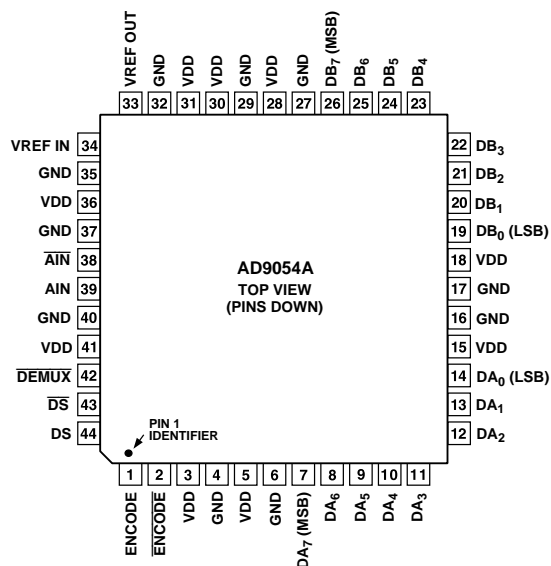 VREF OUT
GND
VDD
VDD
GND
VDD
GND
DB7 (MSB)
DB6
DB5
DB4
33 32 31 30 29 28 27 26 25 24 23
VREF IN 34
GND 35
VDD 36
GND 37
A̅I̅N̅ 38
AIN 39
GND 40
VDD 41
D̅E̅M̅U̅X̅ 42
D̅S̅ 43
DS 44
22 DB3
21 DB2
20 DB1
19 DB0 (LSB)
18 VDD
17 GND
16 GND
15 VDD
14 DA0 (LSB)
13 DA1
12 DA2
AD9054A
TOP VIEW
(PINS DOWN)
PIN 1
IDENTIFIER
1 2 3 4 5 6 7 8 9 10 11
ENCODE
E̅N̅C̅O̅D̅E̅
VDD
GND
VDD
GND
DA7 (MSB)
DA6
DA5
DA4
DA3